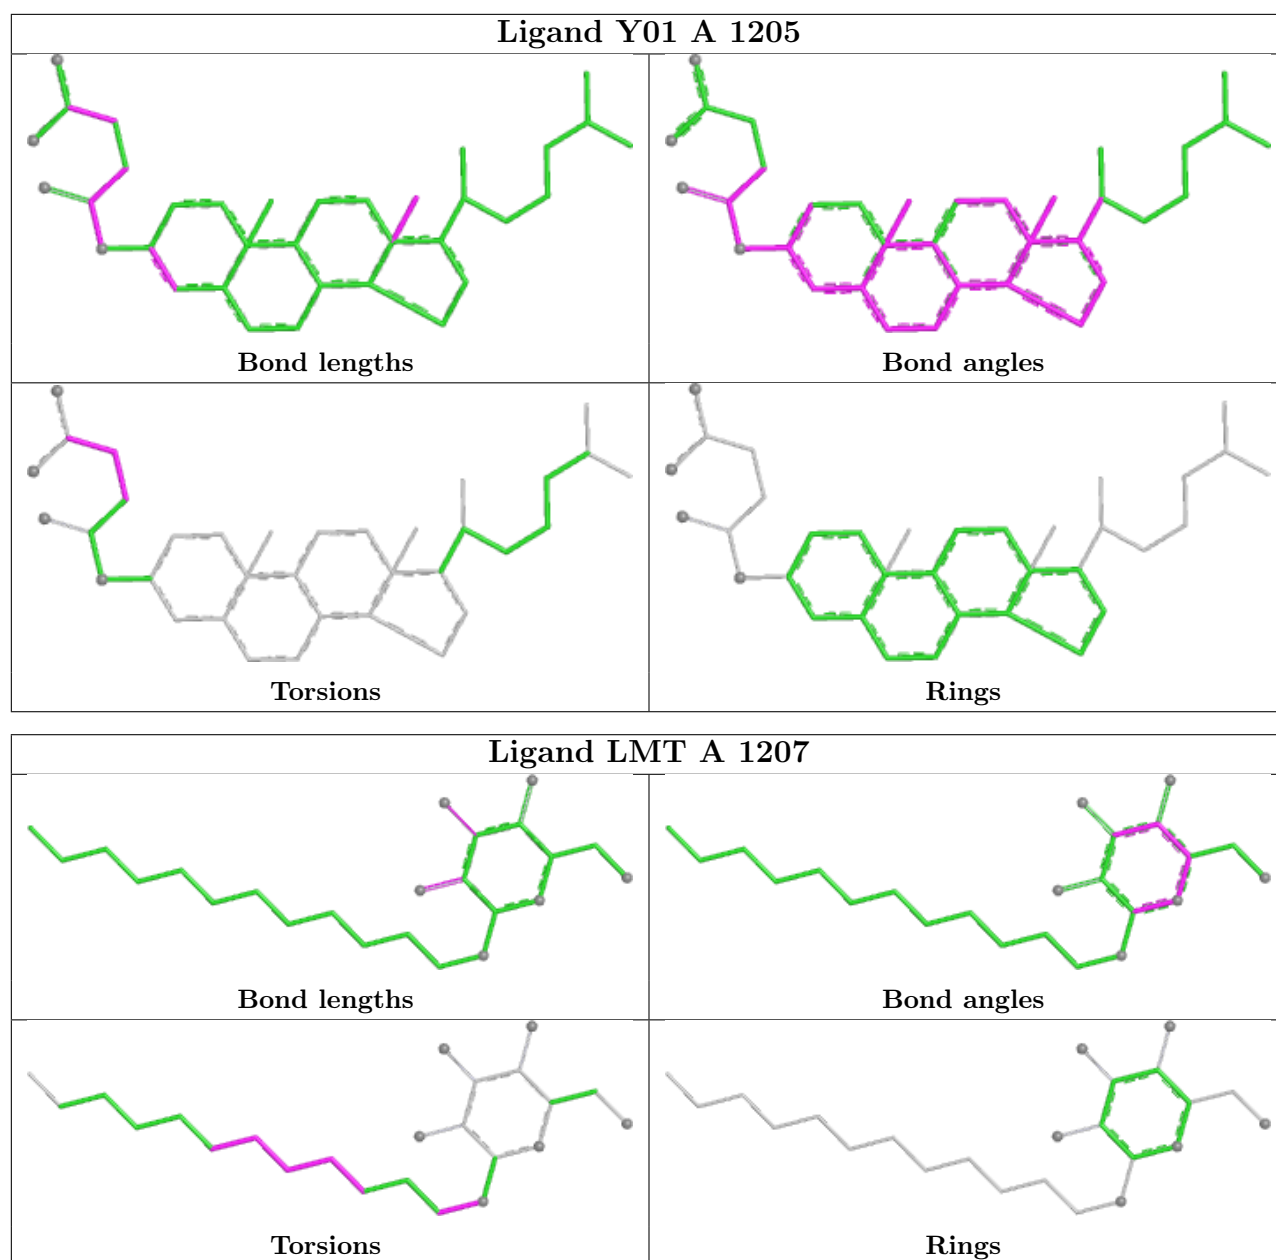 Ligand Y01 A 1205
Bond lengths
Bond angles
Torsions
Rings
Ligand LMT A 1207
Bond lengths
Bond angles
Torsions
Rings